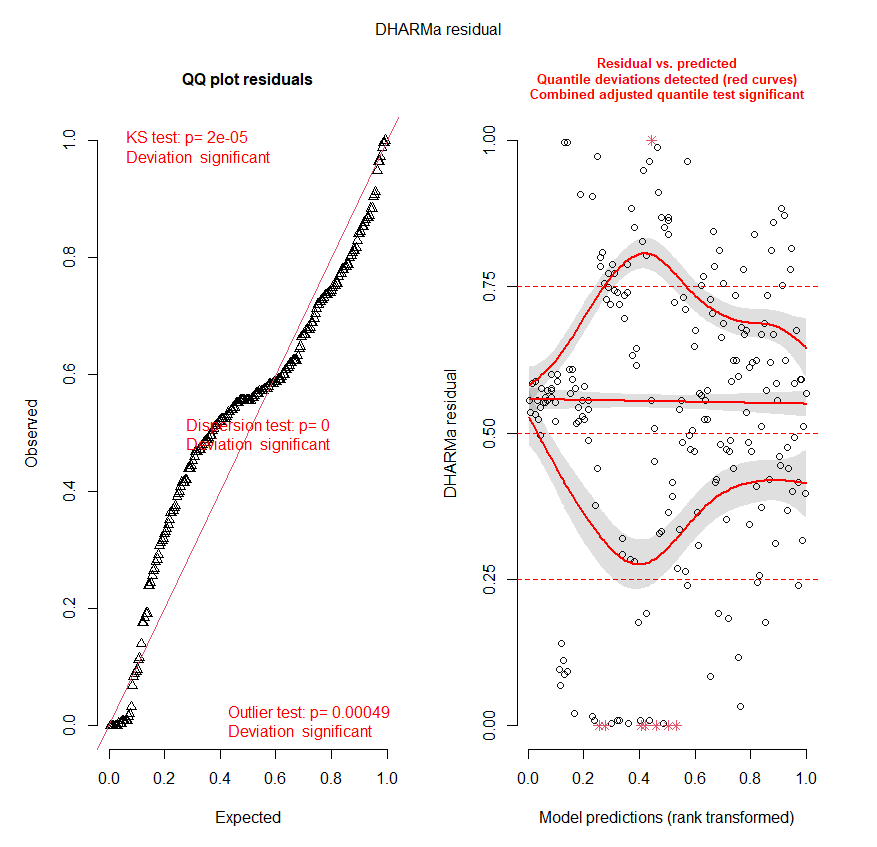 DHARMa residual
QQ plot residuals
KS test: p= 2e-05
Deviation significant
Dispersion test: p= 0
Deviation significant
Outlier test: p= 0.00049
Deviation significant
Observed
1.0
0.8
0.6
0.4
0.2
0.0
0.0 0.2 0.4 0.6 0.8 1.0
Expected
Residual vs. predicted
Quantile deviations detected (red curves)
Combined adjusted quantile test significant
DHARMa residual
1.00
0.75
0.50
0.25
0.00
0.0 0.2 0.4 0.6 0.8 1.0
Model predictions (rank transformed)